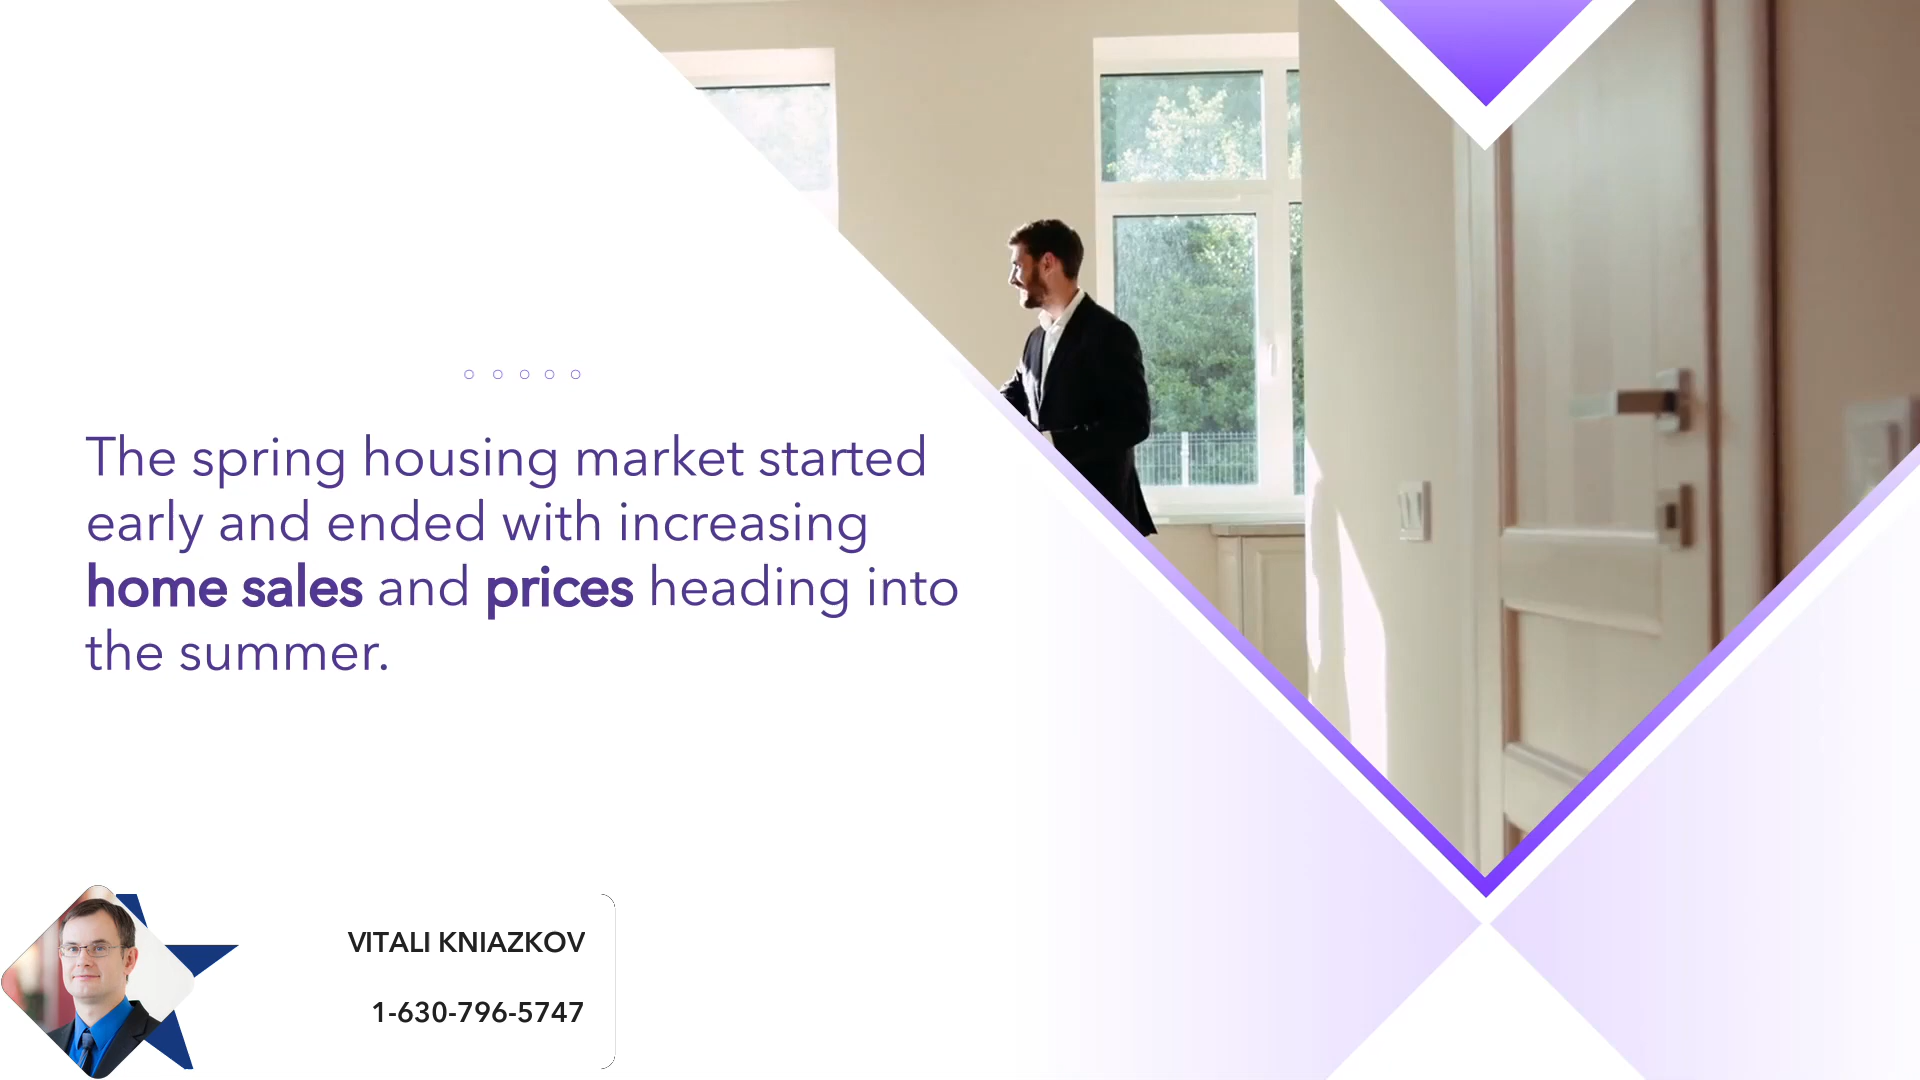 The spring housing market started
early and ended with increasing
home sales and prices heading into
the summer.
VITALI KNIAZKOV
1-630-796-5747